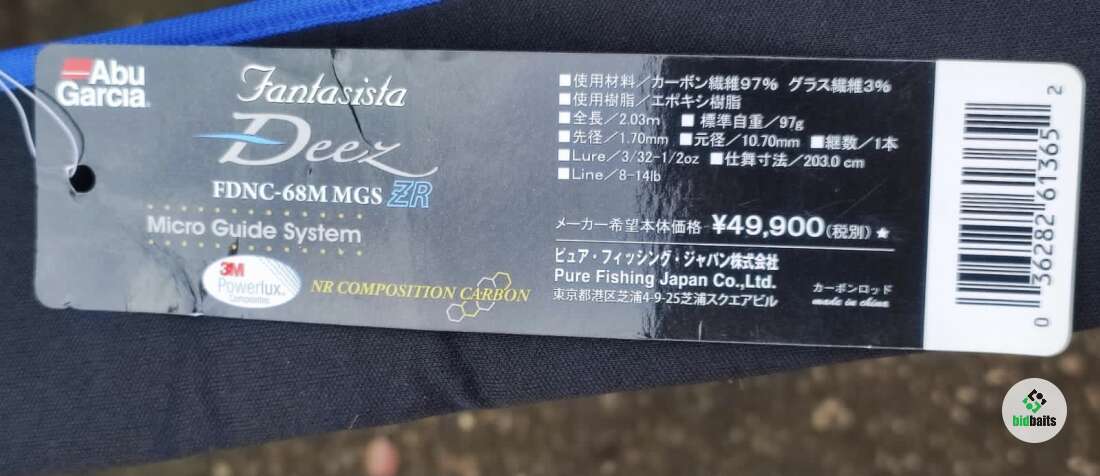 Abu
Garcia
Fantasista
Deez
FDNC-68M MGS ZR
Micro Guide System
3M
Powerlux
Composites
NR COMPOSITION CARBON
■使用材料／カーボン繊維97% グラス繊維3%
■使用樹脂／エポキシ樹脂
■全長／2.03m ■標準自重／97g
■先径／1.70mm ■元径／10.70mm ■継数／1本
■Lure／3/32-1/2oz ■仕舞寸法／203.0 cm
■Line／8-14lb
メーカー希望本体価格 ¥49,900(税別)★
ピュア・フィッシング・ジャパン株式会社
Pure Fishing Japan Co.,Ltd.
東京都港区芝浦4-9-25芝浦スクエアビル
カーボンロッド
made in china
0 36282 61365 2
bidbaits